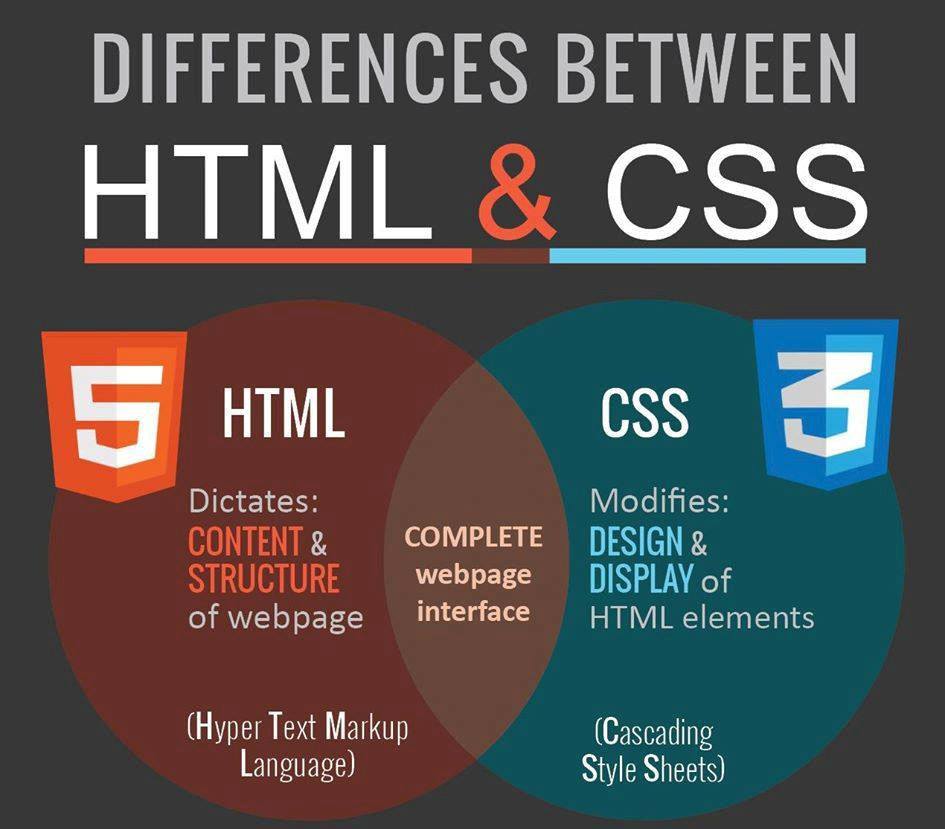 DIFFERENCES BETWEEN
HTML & CSS
5
HTML
Dictates:
CONTENT &
STRUCTURE
of webpage
(Hyper Text Markup
Language)
COMPLETE
webpage
interface
3
CSS
Modifies:
DESIGN &
DISPLAY of
HTML elements
(Cascading
Style Sheets)